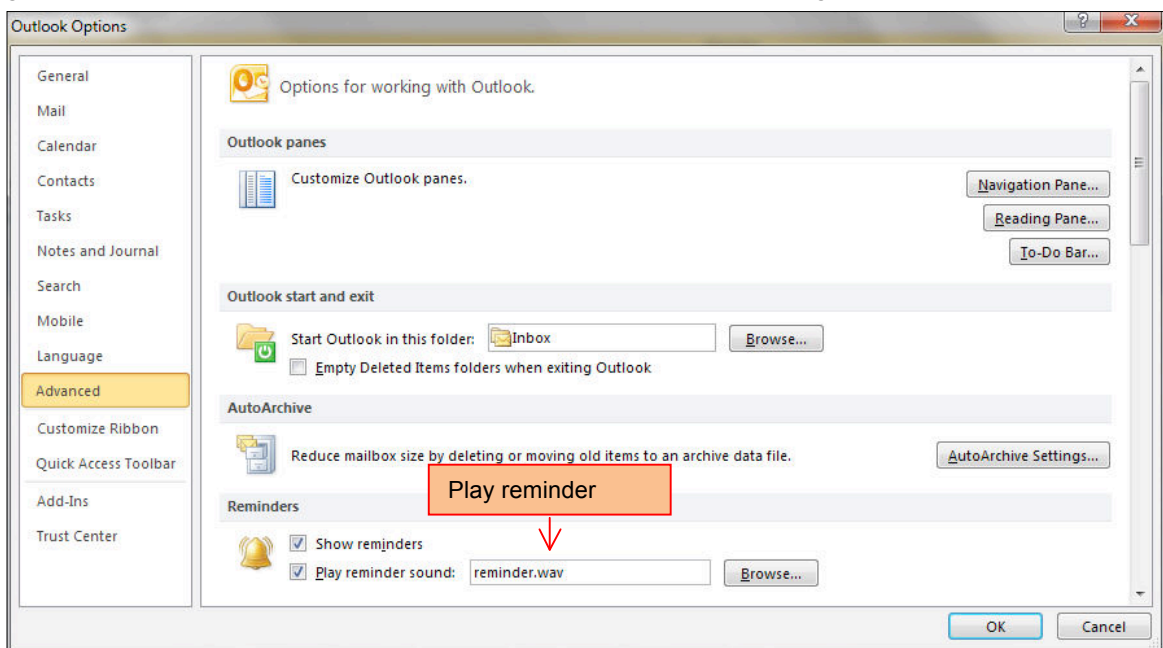 Outlook Options
General
Mail
Calendar
Contacts
Tasks
Notes and Journal
Search
Mobile
Language
Advanced
Customize Ribbon
Quick Access Toolbar
Add-Ins
Trust Center
Options for working with Outlook.
Outlook panes
Customize Outlook panes.
Navigation Pane...
Reading Pane...
To-Do Bar...
Outlook start and exit
Start Outlook in this folder: Inbox Browse...
Empty Deleted Items folders when exiting Outlook
AutoArchive
Reduce mailbox size by deleting or moving old items to an archive data file. AutoArchive Settings...
Play reminder
Reminders
Show reminders
Play reminder sound: reminder.wav Browse...
OK Cancel